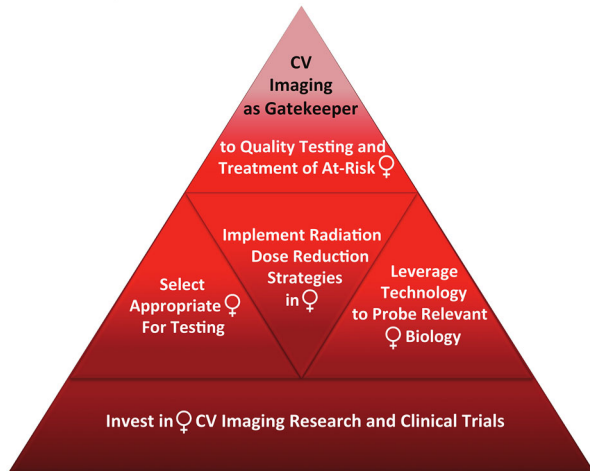 CV
Imaging
as Gatekeeper
to Quality Testing and
Treatment of At-Risk ♀
Implement Radiation
Dose Reduction
Strategies
in ♀
Select
Appropriate ♀
For Testing
Leverage
Technology
to Probe Relevant
♀ Biology
Invest in ♀ CV Imaging Research and Clinical Trials